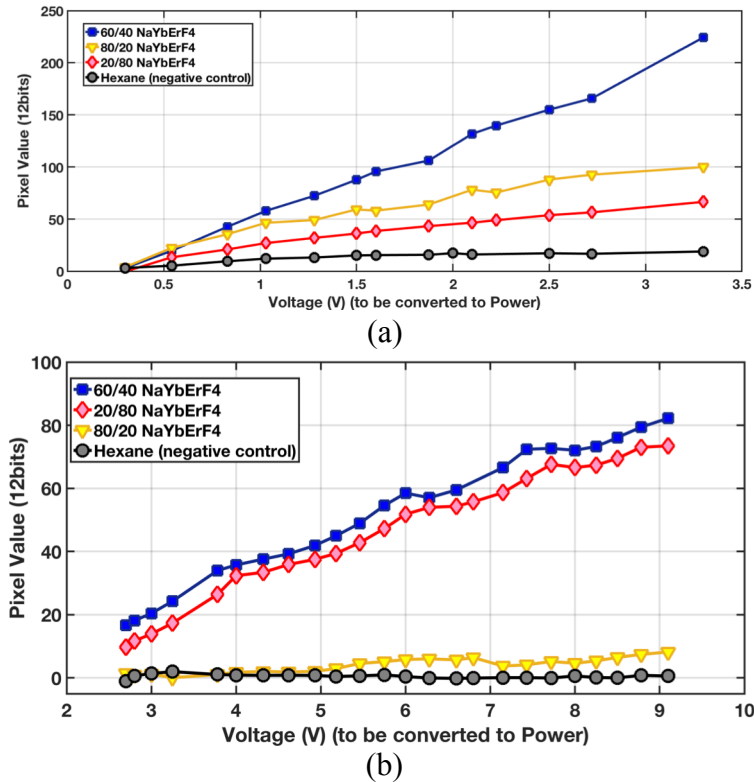 250
200
150
100
50
0
Pixel Value (12bits)
60/40 NaYbErF4
80/20 NaYbErF4
20/80 NaYbErF4
Hexane (negative control)
0 0.5 1 1.5 2 2.5 3 3.5
Voltage (V) (to be converted to Power)
(a)
100
80
60
40
20
0
Pixel Value (12bits)
60/40 NaYbErF4
20/80 NaYbErF4
80/20 NaYbErF4
Hexane (negative control)
2 3 4 5 6 7 8 9 10
Voltage (V) (to be converted to Power)
(b)